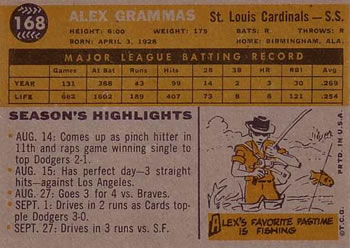 168
ALEX GRAMMAS
St. Louis Cardinals—S.S.
HEIGHT: 6:00 WEIGHT: 175 BATS: R THROWS: R
BORN: APRIL 3, 1928 HOME: BIRMINGHAM, ALA.
MAJOR LEAGUE BATTING RECORD
Games At Bat Runs Hits 2B 3B HR RBI AVG.
YEAR 131 368 43 99 14 2 3 30 .269
LIFE 662 1602 407 73 8 121 .254
SEASON'S HIGHLIGHTS
• AUG. 14: Comes up as pinch hitter in
11th and raps game winning single to
top Dodgers 2-1.
• AUG. 15: Has perfect day—3 straight
hits—against Los Angeles.
• AUG. 27: Goes 3 for 4 vs. Braves.
• SEPT. 1: Drives in 2 runs as Cards top
Dodgers 3-0.
• SEPT. 27: Drives in 3 runs vs. S.F.
ALEX'S FAVORITE PASTIME
IS FISHING
©T.C.G. PRTD. IN U.S.A.